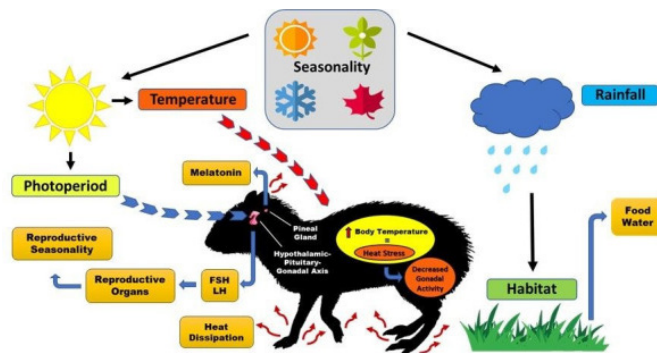 Seasonality
Temperature
Rainfall
Photoperiod
Melatonin
Pineal
Gland
Hypothalamic-
Pituitary-
Gonadal Axis
Body Temperature
=
Heat Stress
Decreased
Gonadal
Activity
Food
Water
Reproductive
Seasonality
Reproductive
Organs
FSH
LH
Heat
Dissipation
Habitat